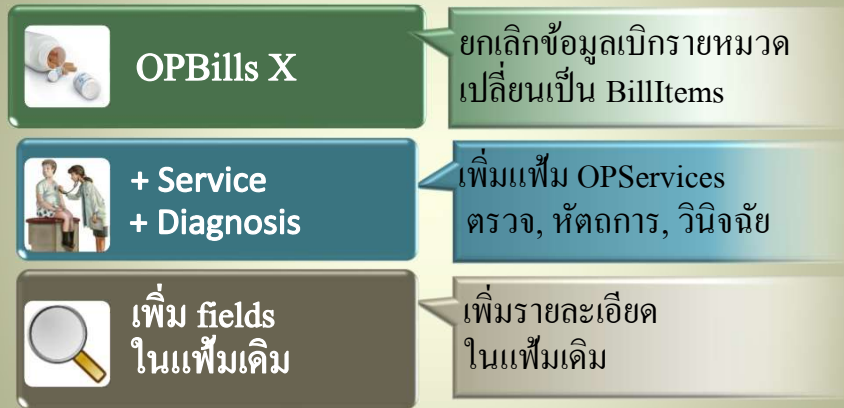 OPBills X
ยกเลิกข้อมูลเบิกรายหมวด
เปลี่ยนเป็น BillItems
+ Service
+ Diagnosis
เพิ่มแฟ้ม OPServices
ตรวจ, หัตถการ, วินิจฉัย
เพิ่ม fields
ในแฟ้มเดิม
เพิ่มรายละเอียด
ในแฟ้มเดิม